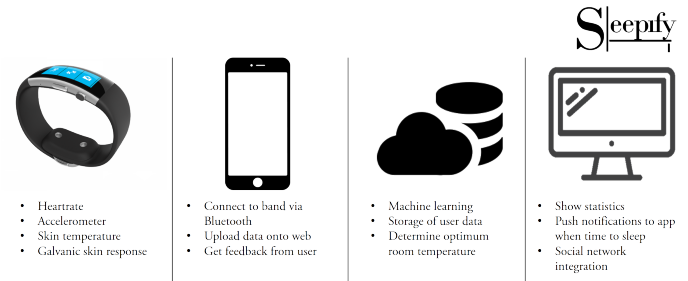 Sleepify
• Heartrate
• Accelerometer
• Skin temperature
• Galvanic skin response
• Connect to band via
Bluetooth
• Upload data onto web
• Get feedback from user
• Machine learning
• Storage of user data
• Determine optimum
room temperature
• Show statistics
• Push notifications to app
when time to sleep
• Social network
integration